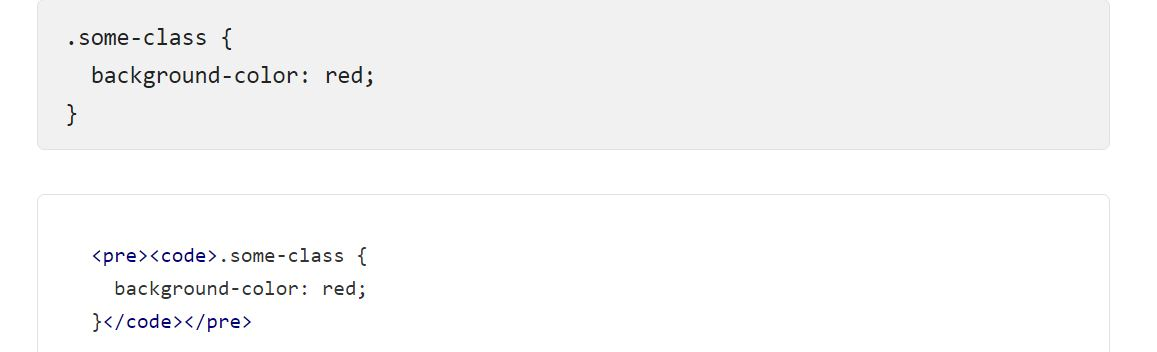 .some-class {
  background-color: red;
}
<pre><code>.some-class {
  background-color: red;
}</code></pre>